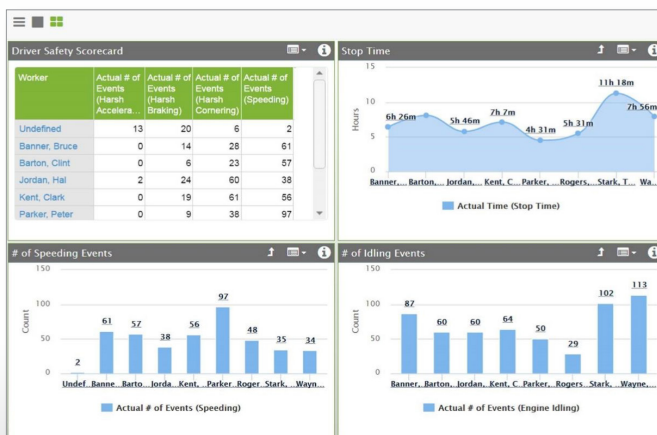 Driver Safety Scorecard
Worker
Actual # of Events (Harsh Accelera...
Actual # of Events (Harsh Braking)
Actual # of Events (Harsh Cornering)
Actual # of Events (Speeding)
Undefined 13 20 6 2
Banner, Bruce 0 14 28 61
Barton, Clint 0 6 23 57
Jordan, Hal 2 24 60 38
Kent, Clark 0 19 61 56
Parker, Peter 0 9 38 97
Stop Time
15
10
5
0
Hours
6h 26m
5h 46m
7h 7m
4h 31m
5h 31m
11h 18m
7h 56m
Banner,... Barton,... Jordan,... Kent, C... Parker,... Rogers,... Stark, T... Wa...
Actual Time (Stop Time)
# of Speeding Events
150
100
50
0
Count
2 61 57 38 56 97 48 35 34
Undef... Banne... Barto... Jorda... Kent,... Parker... Roger... Stark,... Wayn...
Actual # of Events (Speeding)
# of Idling Events
150
100
50
0
Count
87 60 60 64 50 29 102 113
Banner,... Barton,... Jordan,... Kent, C... Parker,... Rogers... Stark,... Wayne,...
Actual # of Events (Engine Idling)